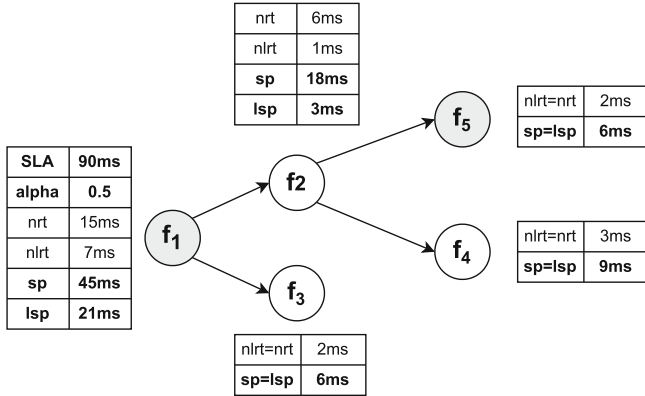 nrt 6ms
nlrt 1ms
sp 18ms
lsp 3ms
nlrt=nrt 2ms
sp=lsp 6ms
f5
SLA 90ms
alpha 0.5
nrt 15ms
nlrt 7ms
sp 45ms
lsp 21ms
f2
f1
f4
nlrt=nrt 3ms
sp=lsp 9ms
f3
nlrt=nrt 2ms
sp=lsp 6ms